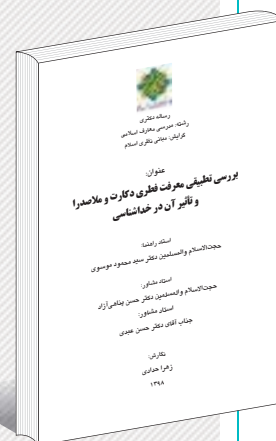 رساله دکتری
رشته: مدرسی معارف اسلامی
گرایش: مبانی نظری اسلام
عنوان:
بررسی تطبیقی معرفت فطری دکارت و ملاصدرا
و تأثیر آن در خداشناسی
استاد راهنما:
حجت‌الاسلام والمسلمین دکتر سید محمود موسوی
استاد مشاور:
حجت‌الاسلام والمسلمین دکتر حسن پناهی‌آزاد
استاد مشاور:
جناب آقای دکتر حسن عبدی
نگارش:
زهرا حدادی
۱۳۹۸